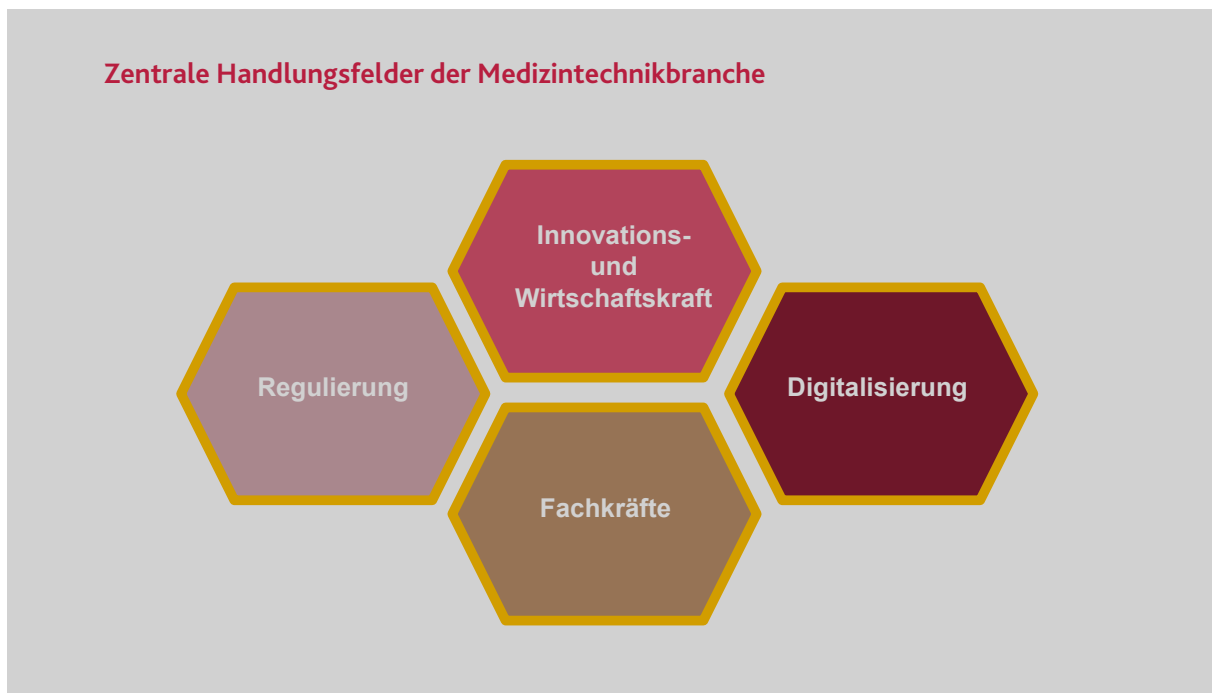 Zentrale Handlungsfelder der Medizintechnikbranche
Innovations-
und
Wirtschaftskraft
Regulierung
Digitalisierung
Fachkräfte